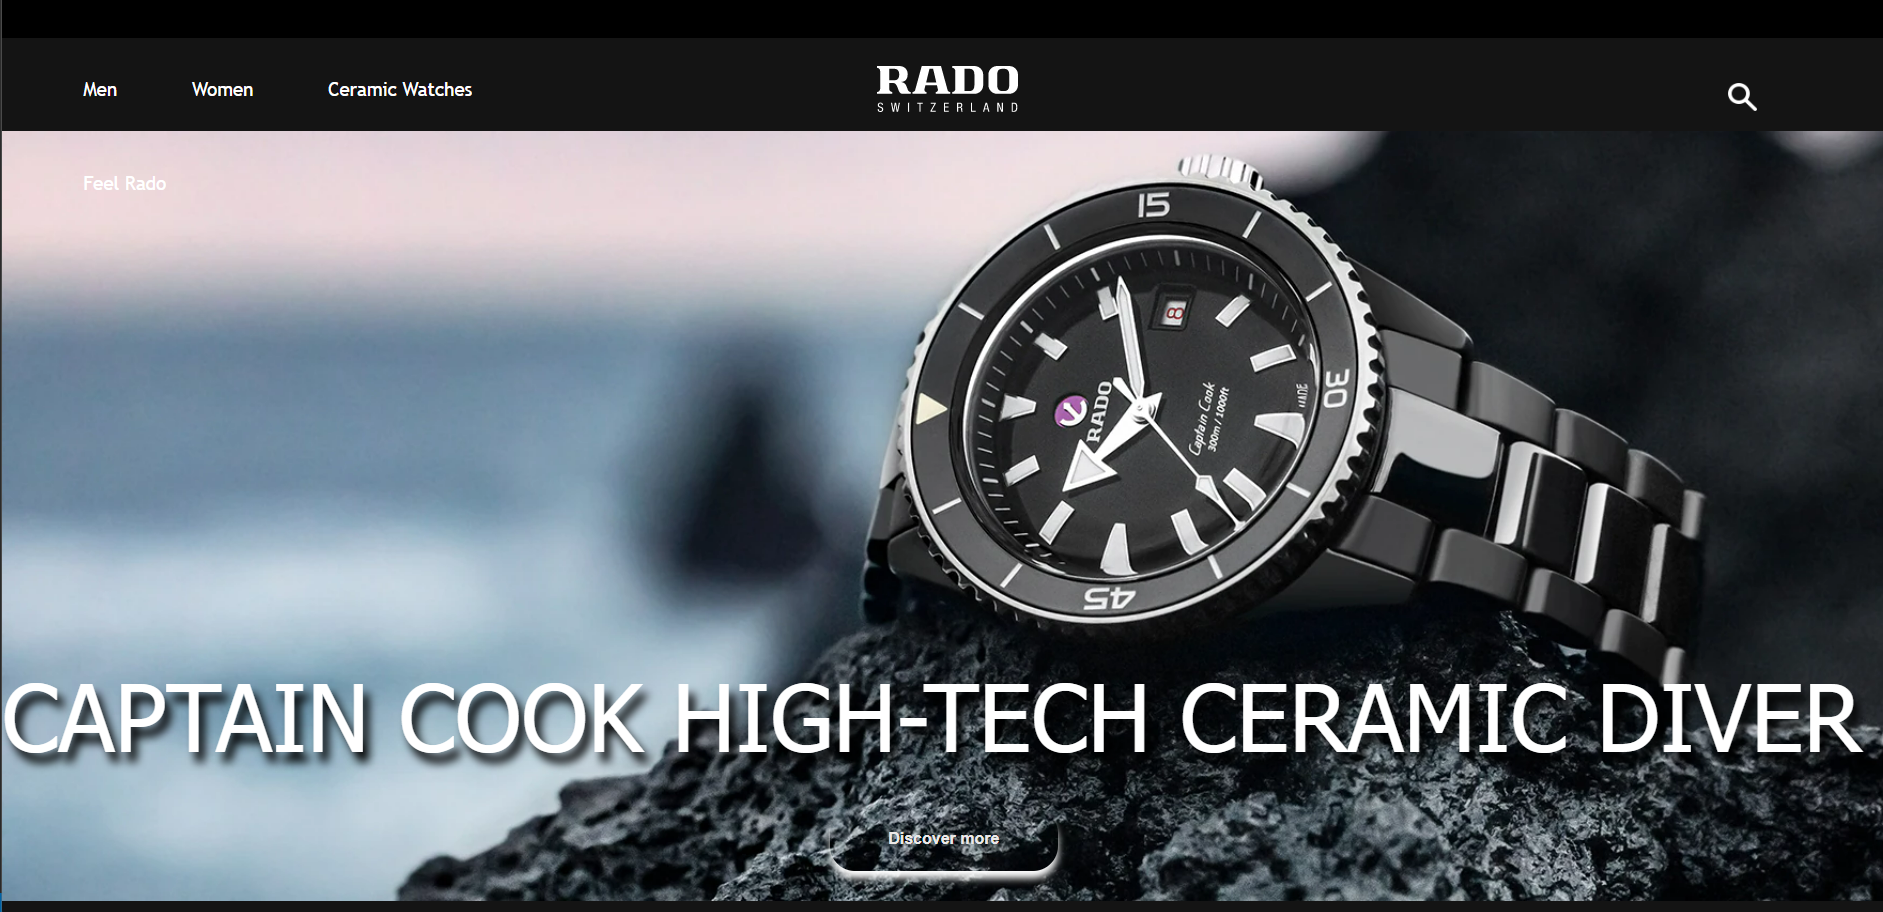 Men Women Ceramic Watches
RADO
SWITZERLAND
Feel Rado
15
30
45
8
RADO
Captain Cook
300m / 1000ft
CAPTAIN COOK HIGH-TECH CERAMIC DIVER
Discover more